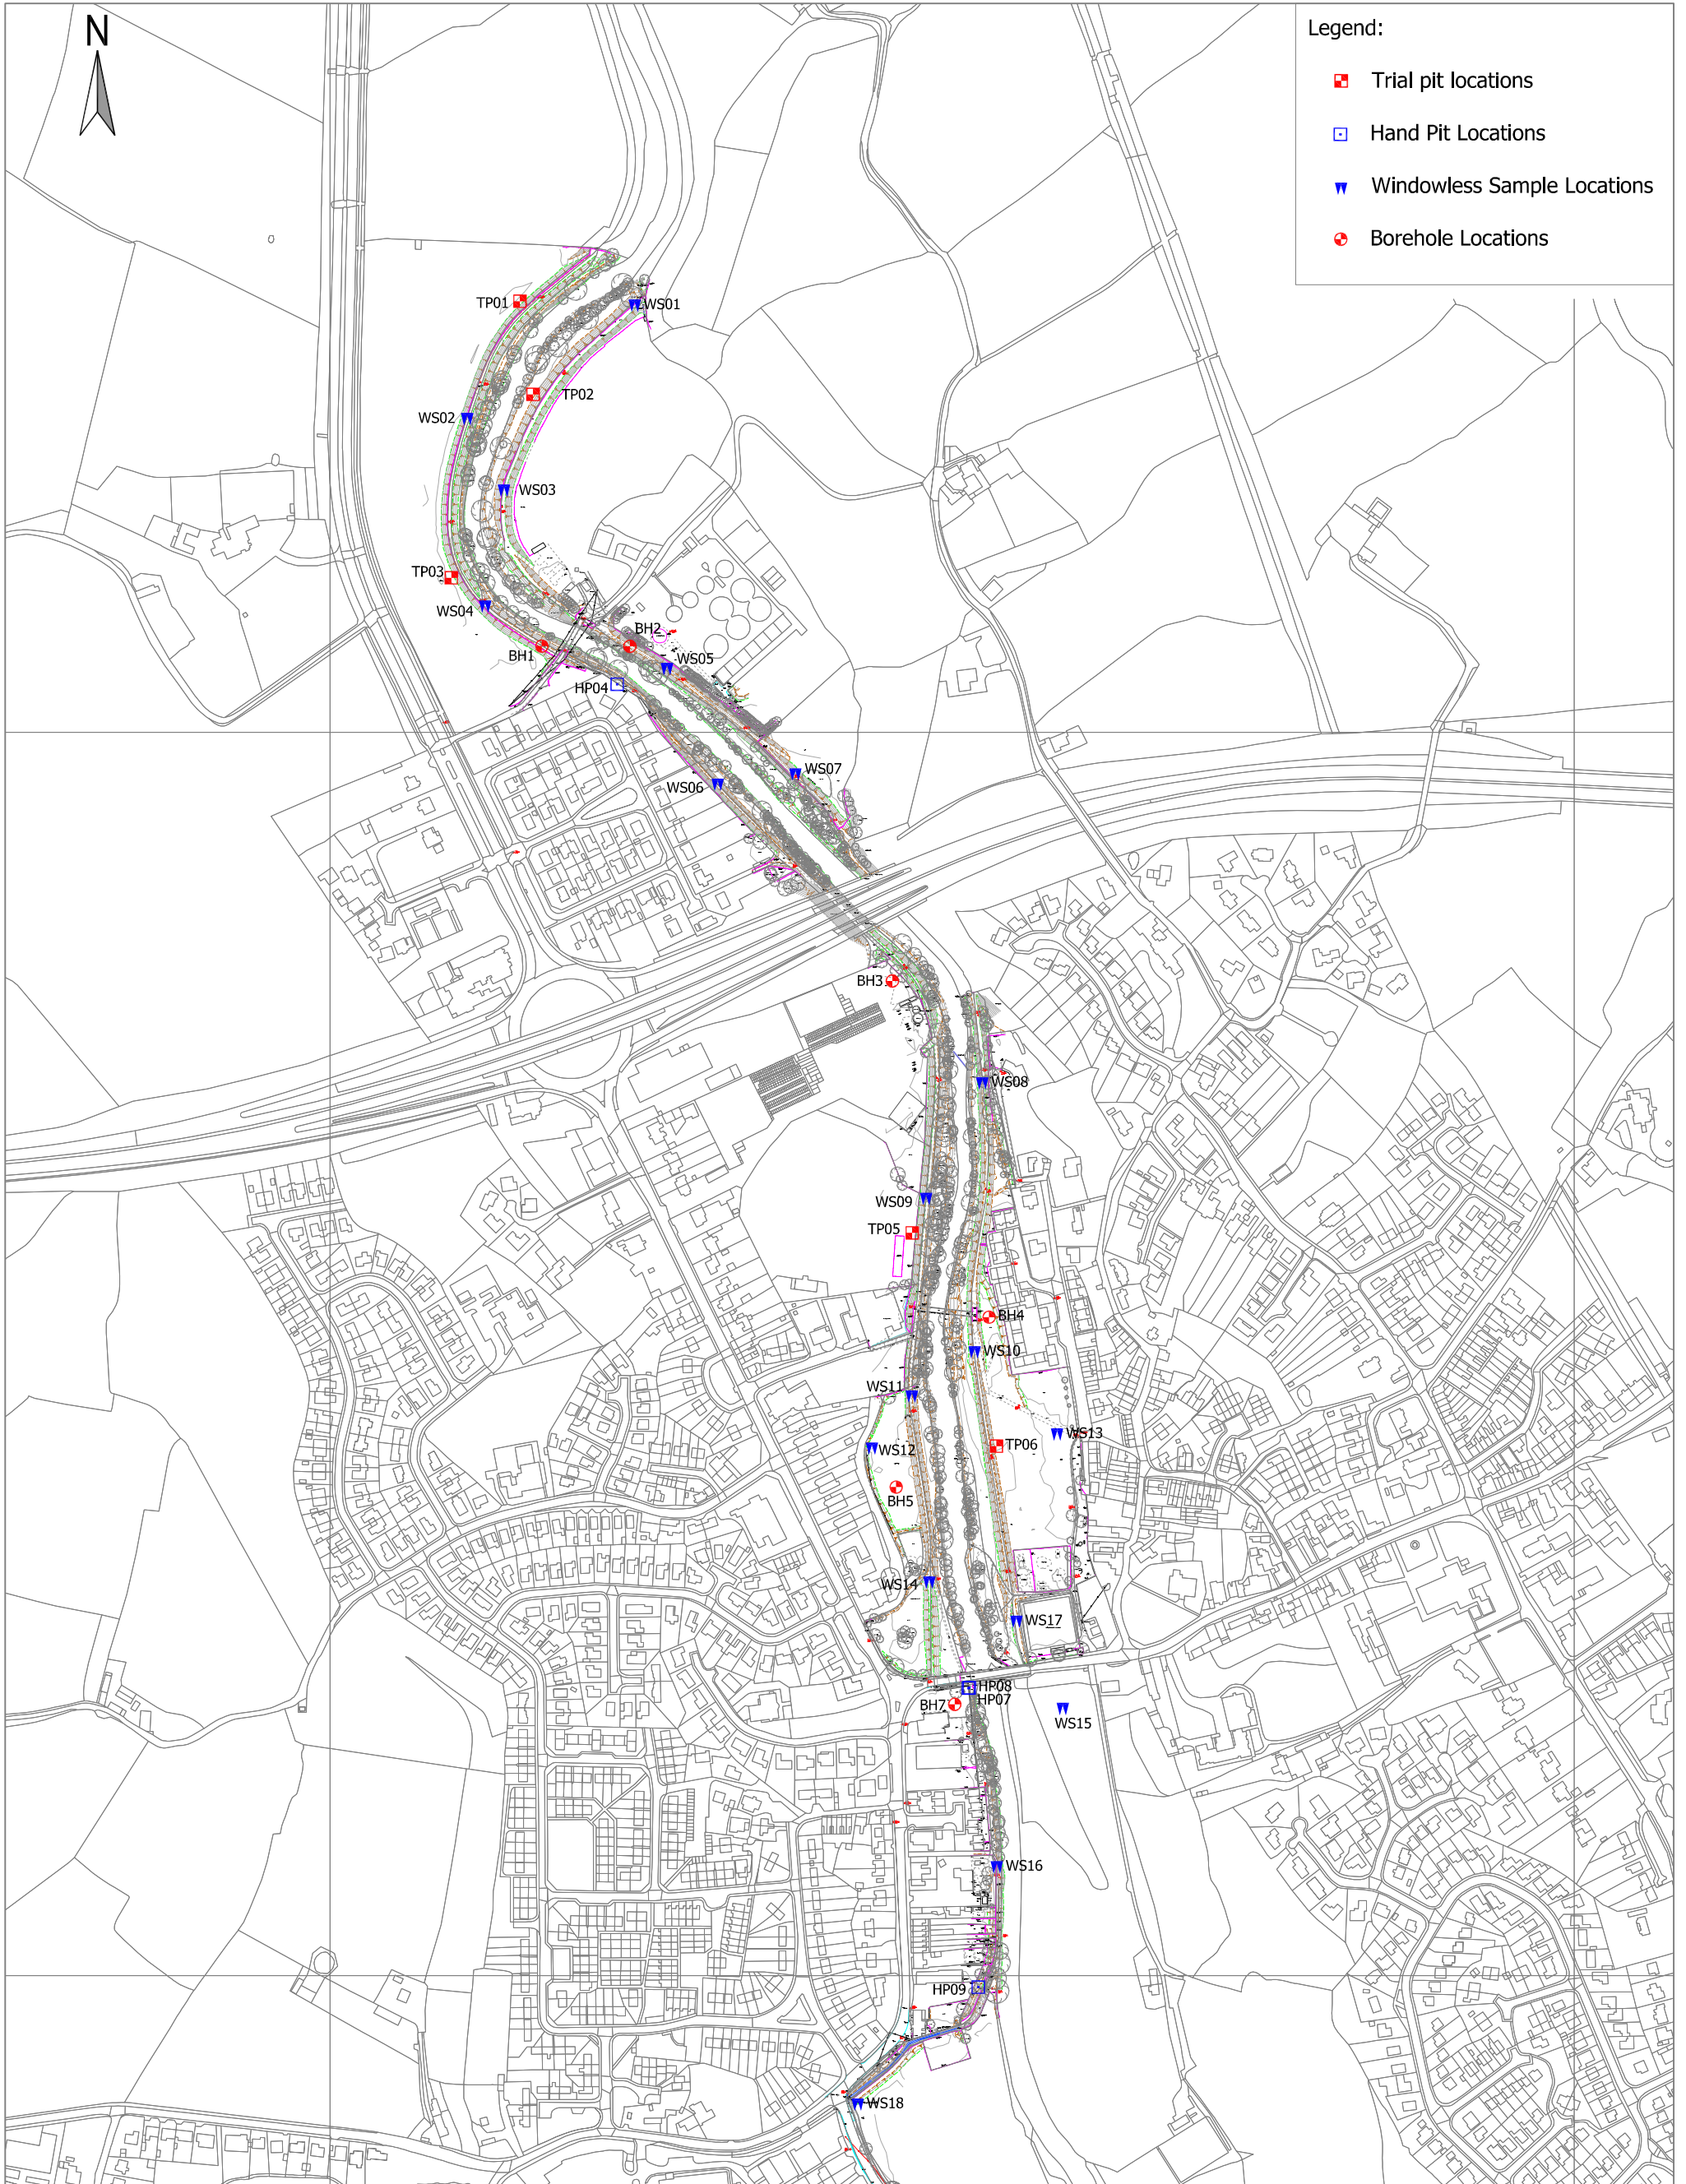 N
Legend:
Trial pit locations
Hand Pit Locations
Windowless Sample Locations
Borehole Locations
TP01
WS01
TP02
WS02
WS03
TP03
WS04
BH2
BH1
WS05
HP04
WS07
WS06
BH3
WS08
WS09
TP05
BH4
WS10
WS11
WS13
WS12
TP06
BH5
WS14
WS17
HP08
HP07
BH7
WS15
WS16
HP09
WS18